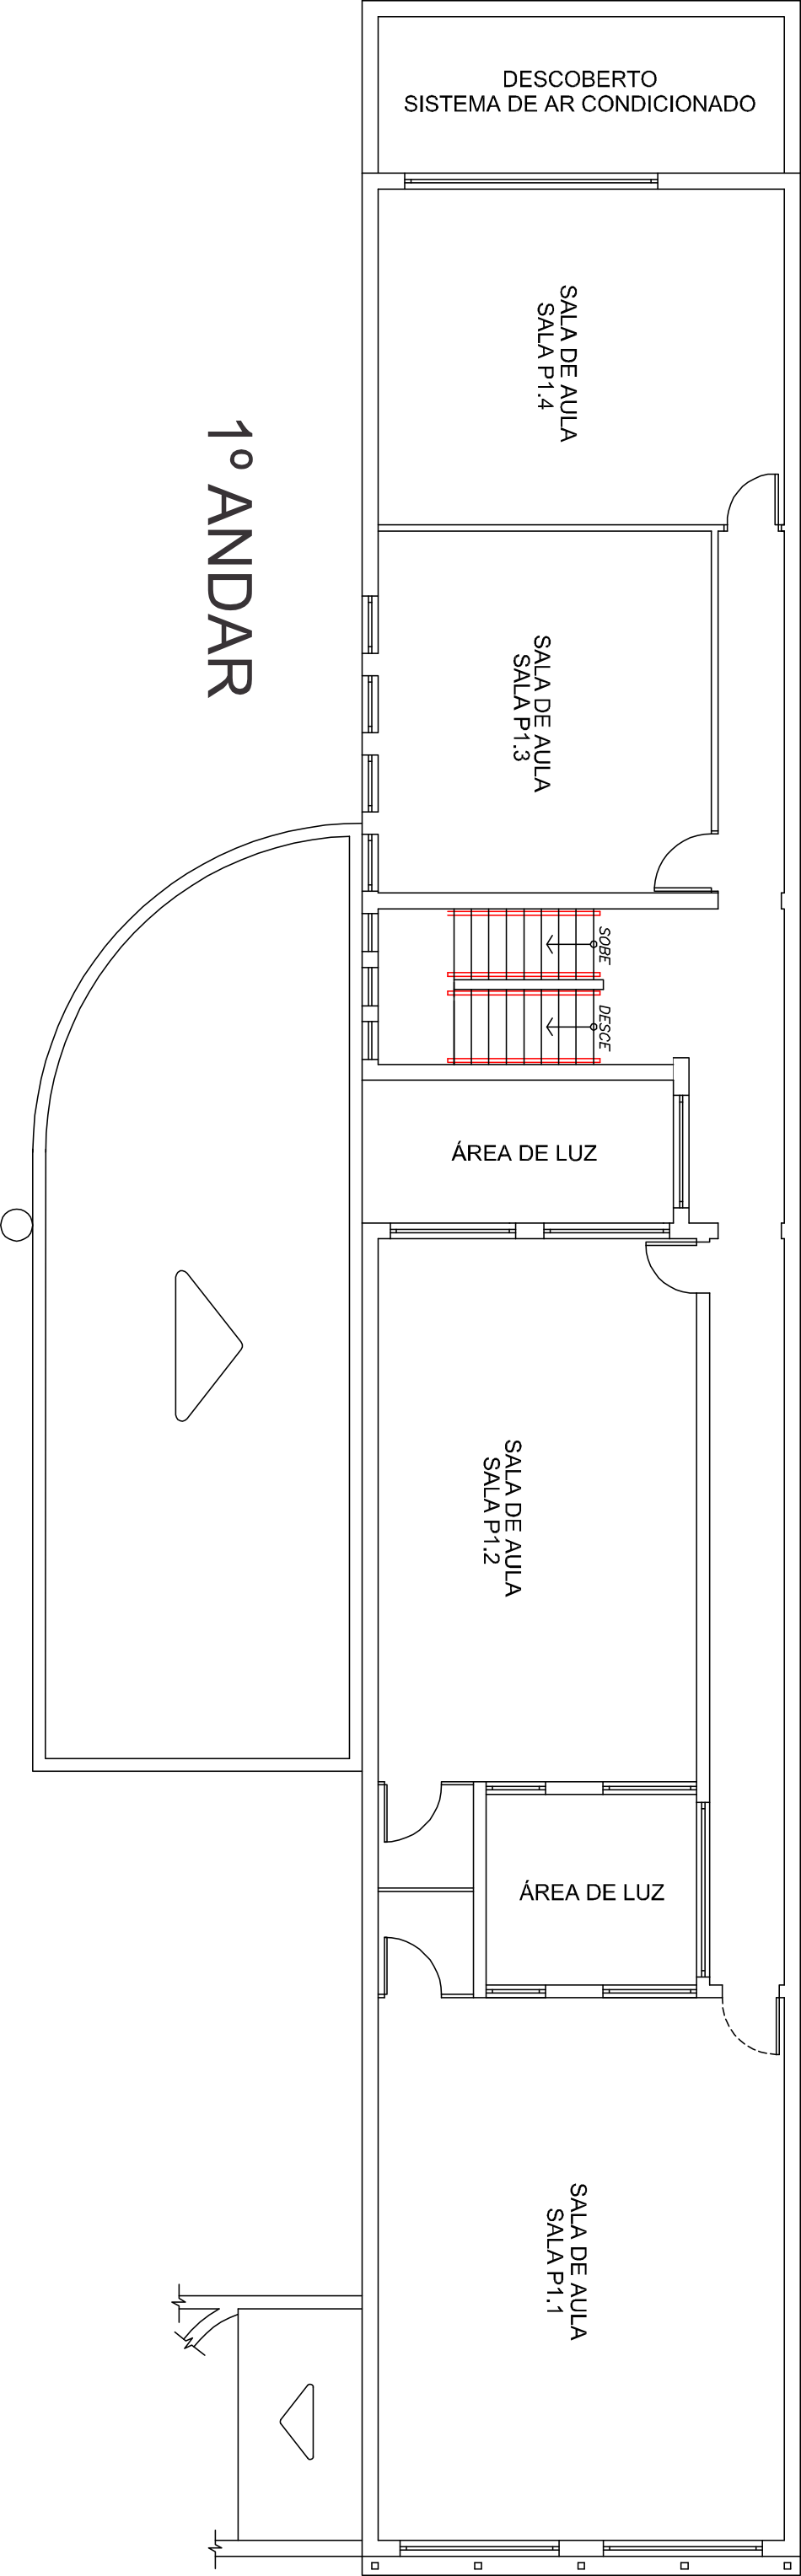 DESCOBERTO
SISTEMA DE AR CONDICIONADO
SALA DE AULA
SALA P1.4
1º ANDAR
SALA DE AULA
SALA P1.3
SOBE
DESCE
ÁREA DE LUZ
SALA DE AULA
SALA P1.2
ÁREA DE LUZ
SALA DE AULA
SALA P1.1